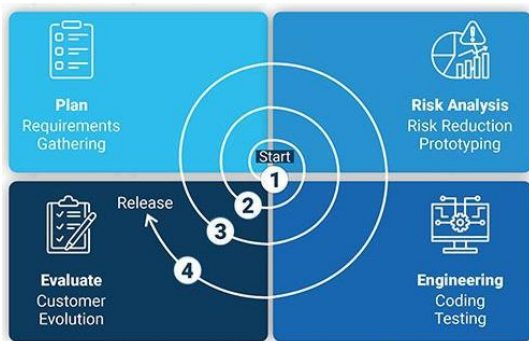 Plan
Requirements
Gathering
Risk Analysis
Risk Reduction
Prototyping
Start
1
2
3
4
Release
Evaluate
Customer
Evolution
Engineering
Coding
Testing